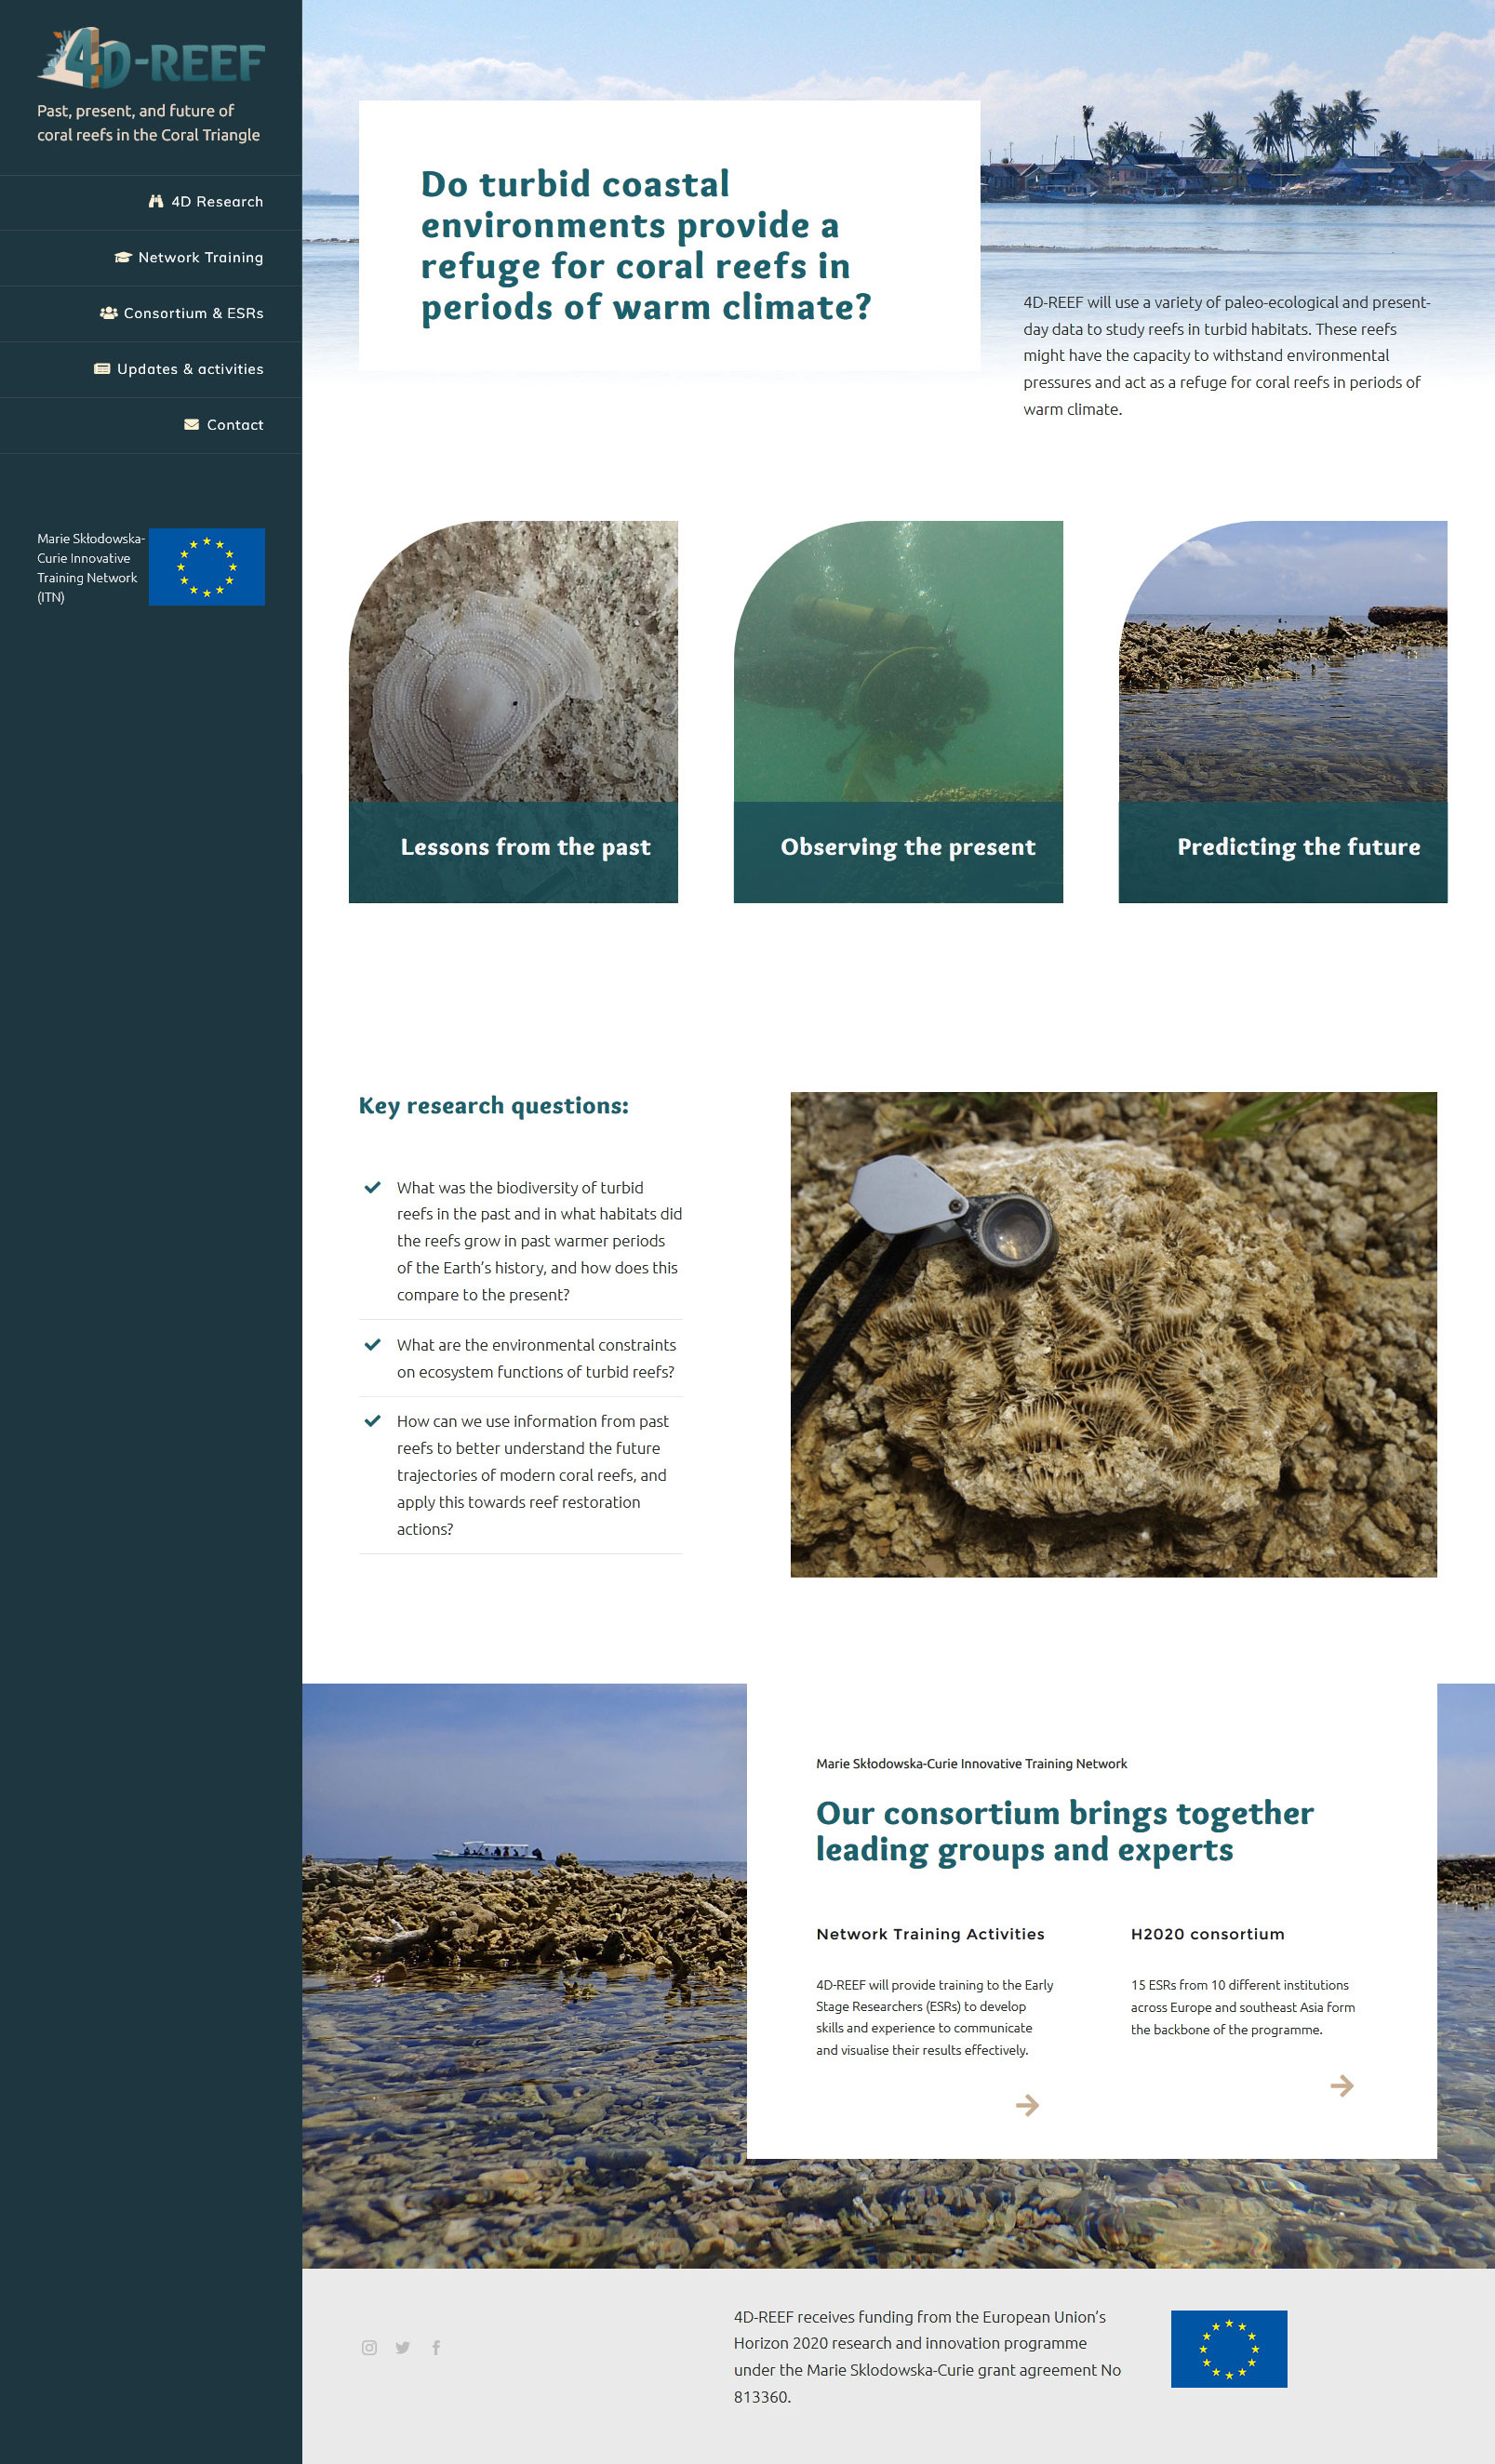 4D-REEF
Past, present, and future of
coral reefs in the Coral Triangle
4D Research
Network Training
Consortium & ESRs
Updates & activities
Contact
Marie Skłodowska-
Curie Innovative
Training Network
(ITN)
Do turbid coastal
environments provide a
refuge for coral reefs in
periods of warm climate?
4D-REEF will use a variety of paleo-ecological and present-
day data to study reefs in turbid habitats. These reefs
might have the capacity to withstand environmental
pressures and act as a refuge for coral reefs in periods of
warm climate.
Lessons from the past
Observing the present
Predicting the future
Key research questions:
What was the biodiversity of turbid
reefs in the past and in what habitats did
the reefs grow in past warmer periods
of the Earth’s history, and how does this
compare to the present?
What are the environmental constraints
on ecosystem functions of turbid reefs?
How can we use information from past
reefs to better understand the future
trajectories of modern coral reefs, and
apply this towards reef restoration
actions?
Marie Skłodowska-Curie Innovative Training Network
Our consortium brings together
leading groups and experts
Network Training Activities
4D-REEF will provide training to the Early
Stage Researchers (ESRs) to develop
skills and experience to communicate
and visualise their results effectively.
H2020 consortium
15 ESRs from 10 different institutions
across Europe and southeast Asia form
the backbone of the programme.
4D-REEF receives funding from the European Union’s
Horizon 2020 research and innovation programme
under the Marie Sklodowska-Curie grant agreement No
813360.